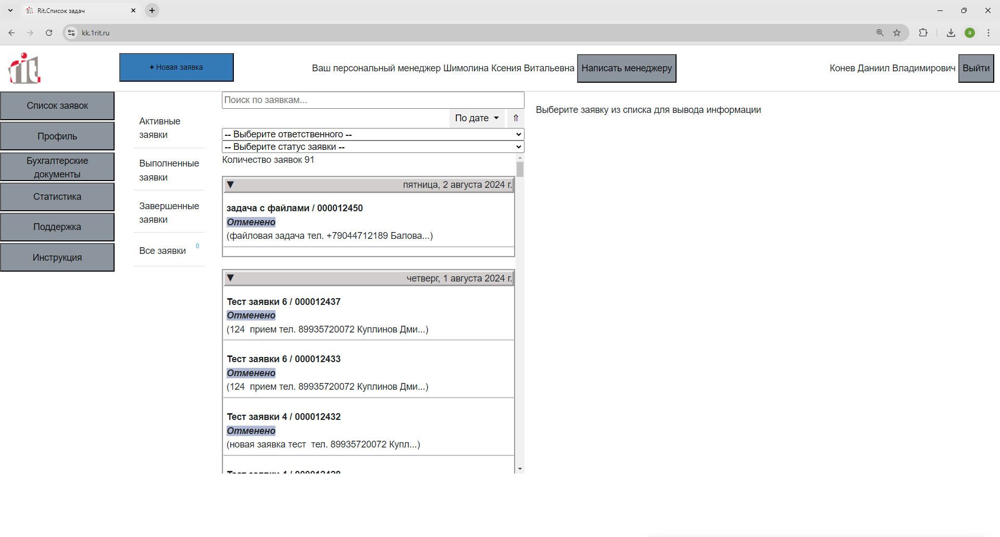 Rit.Список задач
kk.1rit.ru
a
rit.
+ Новая заявка
Ваш персональный менеджер Шимолина Ксения Витальевна
Написать менеджеру
Конев Даниил Владимирович
Выйти
Список заявок
Профиль
Бухгалтерские
документы
Статистика
Поддержка
Инструкция
Активные
заявки
Выполненные
заявки
Завершенные
заявки
Все заявки 0
Поиск по заявкам...
По дате
⇑
-- Выберите ответственного --
-- Выберите статус заявки --
Количество заявок 91
▼ пятница, 2 августа 2024 г.
задача с файлами / 000012450
Отменено
(файловая задача тел. +79044712189 Балова...)
▼ четверг, 1 августа 2024 г.
Тест заявки 6 / 000012437
Отменено
(124  прием тел. 89935720072 Куплинов Дми...)
Тест заявки 6 / 000012433
Отменено
(124  прием тел. 89935720072 Куплинов Дми...)
Тест заявки 4 / 000012432
Отменено
(новая заявка тест  тел. 89935720072 Купл...)
Тест заявки 4 / 000012428
Выберите заявку из списка для вывода информации